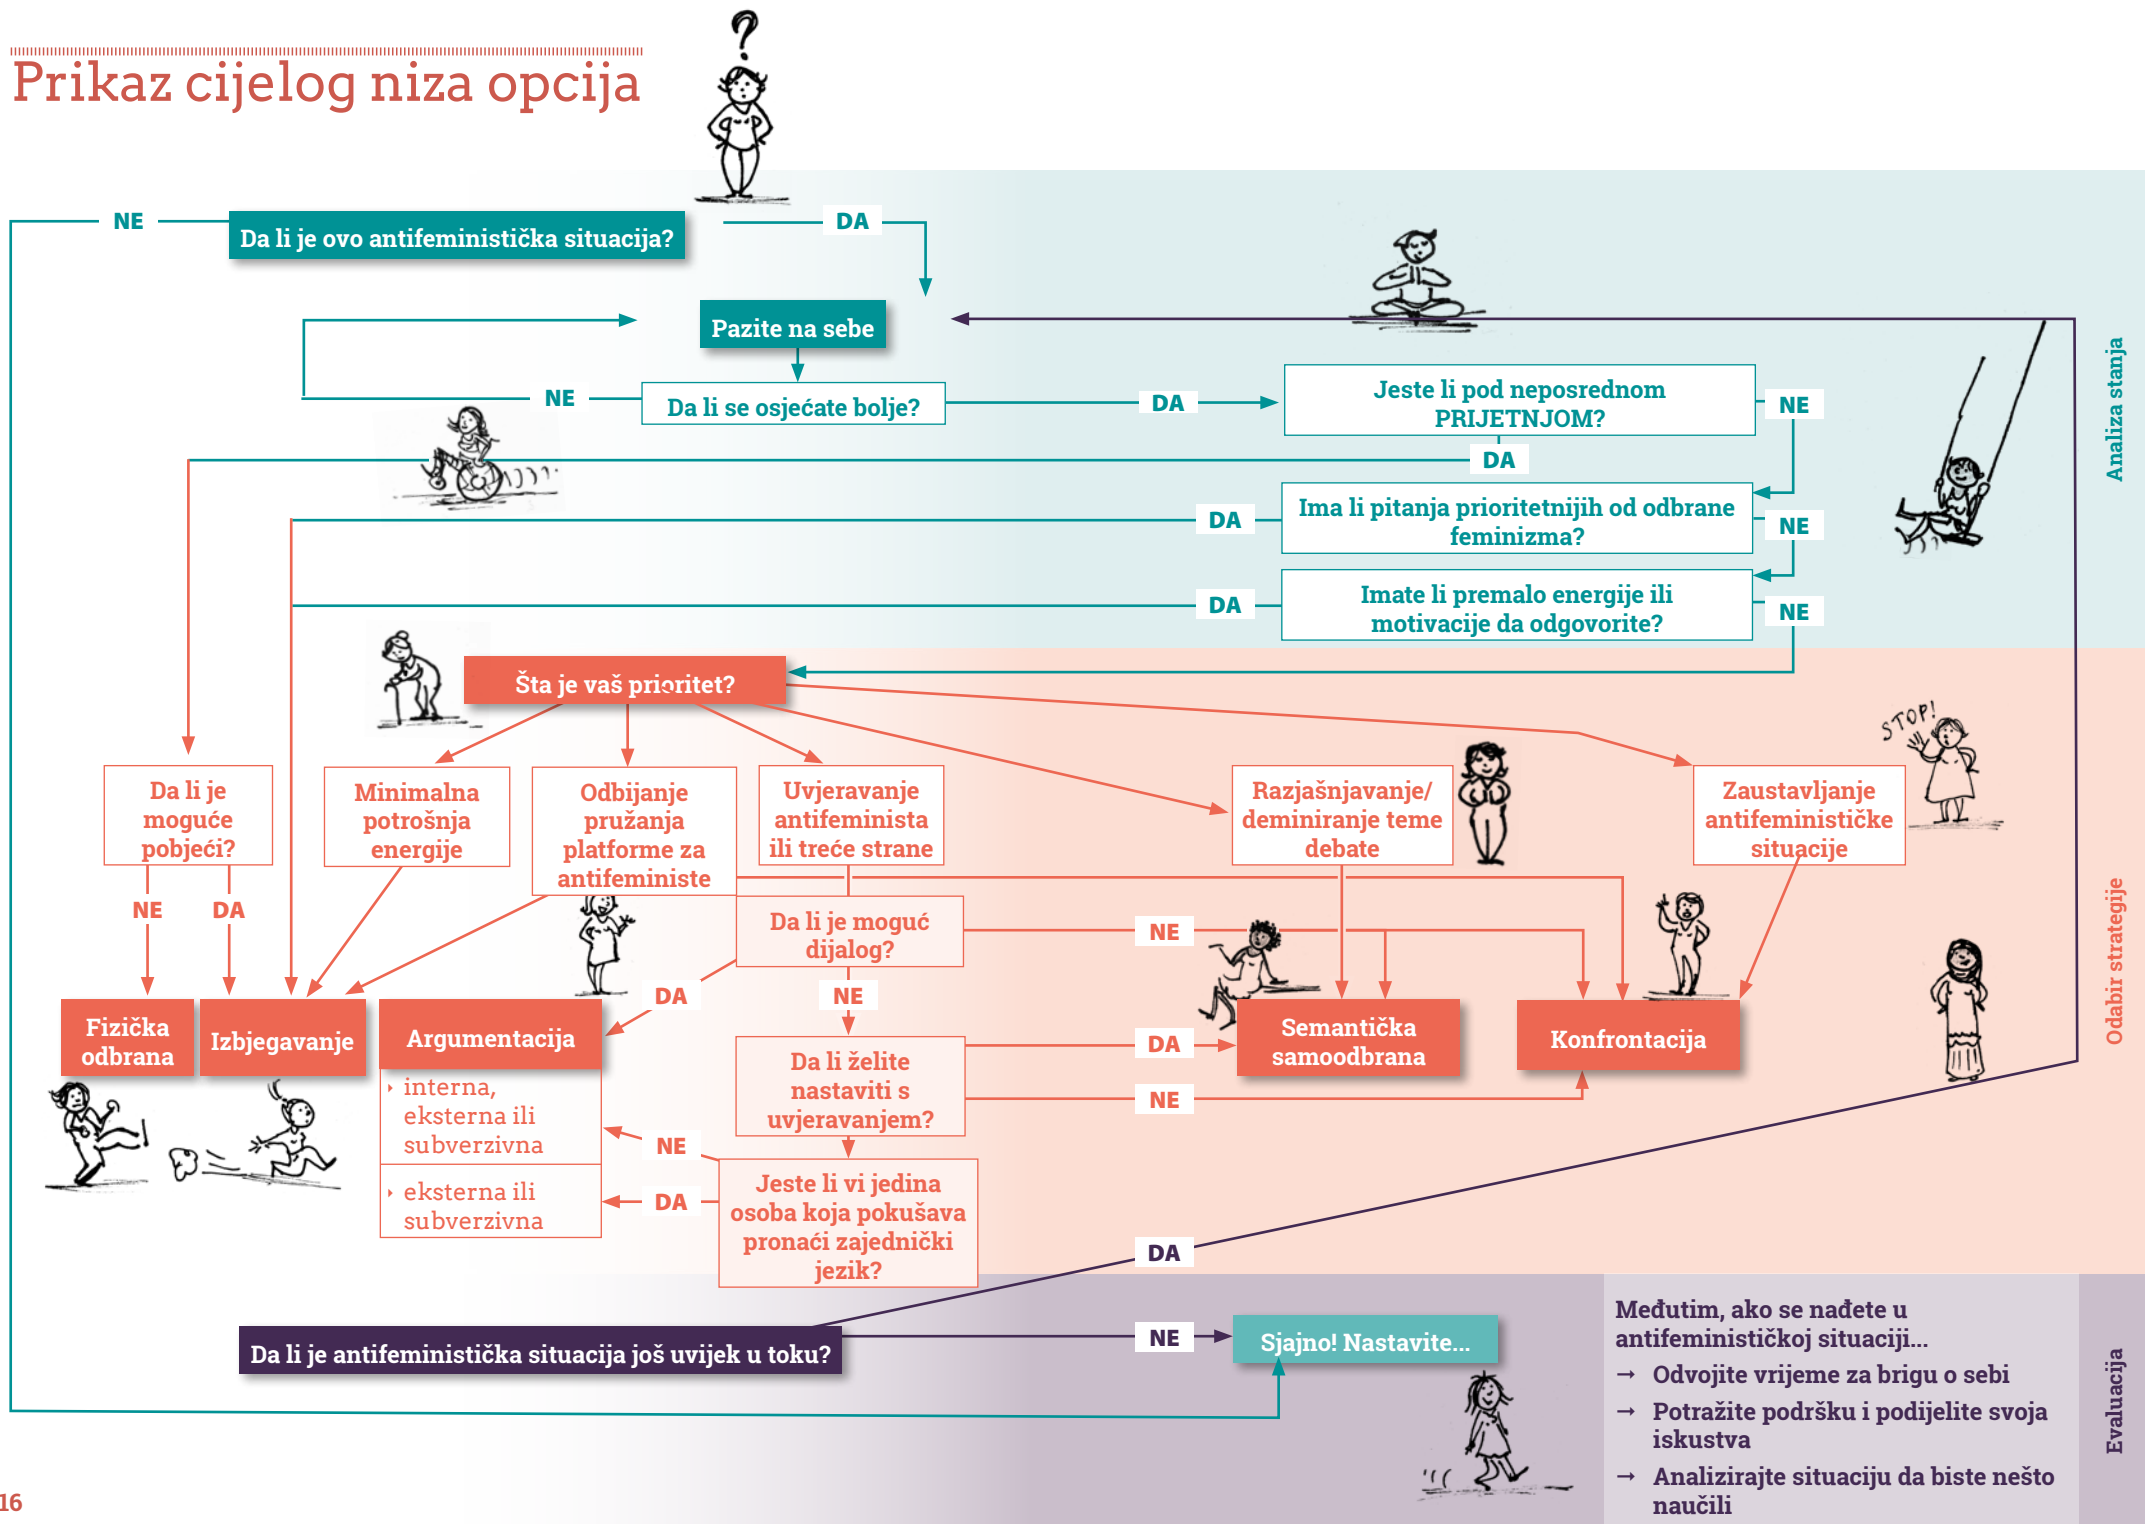 Prikaz cijelog niza opcija
?
NE
Da li je ovo antifeministička situacija?
DA
Pazite na sebe
NE
Da li se osjećate bolje?
DA
Jeste li pod neposrednom
PRIJETNJOM?
NE
DA
Analiza stanja
DA
Ima li pitanja prioritetnijih od odbrane
feminizma?
NE
DA
Imate li premalo energije ili
motivacije da odgovorite?
NE
Šta je vaš prioritet?
STOP!
Da li je
moguće
pobjeći?
Minimalna
potrošnja
energije
Odbijanje
pružanja
platforme za
antifeministe
Uvjeravanje
antifeminista
ili treće strane
Razjašnjavanje/
deminiranje teme
debate
Zaustavljanje
antifeminističke
situacije
NE
DA
Da li je moguć
dijalog?
NE
DA
NE
Odabir strategije
Fizička
odbrana
Izbjegavanje
Argumentacija
Semantička
samoodbrana
Konfrontacija
‣ interna,
eksterna ili
subverzivna
‣ eksterna ili
subverzivna
Da li želite
nastaviti s
uvjeravanjem?
DA
NE
NE
DA
Jeste li vi jedina
osoba koja pokušava
pronaći zajednički
jezik?
DA
Da li je antifeministička situacija još uvijek u toku?
NE
Sjajno! Nastavite...
Međutim, ako se nađete u
antifeminističkoj situaciji...
→ Odvojite vrijeme za brigu o sebi
→ Potražite podršku i podijelite svoja
iskustva
→ Analizirajte situaciju da biste nešto
naučili
Evaluacija
16